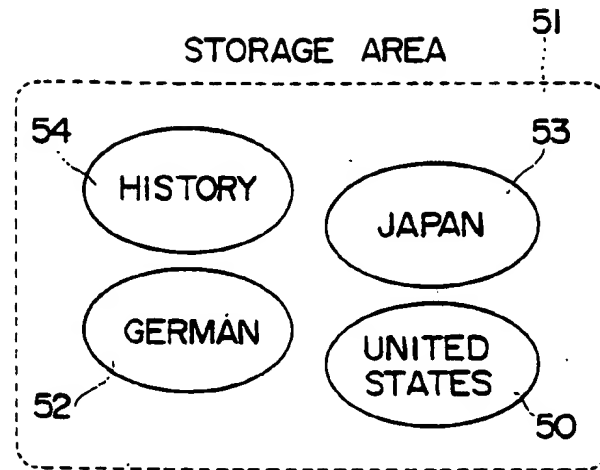 51
STORAGE AREA
54
53
HISTORY
JAPAN
GERMAN
UNITED
STATES
52
50